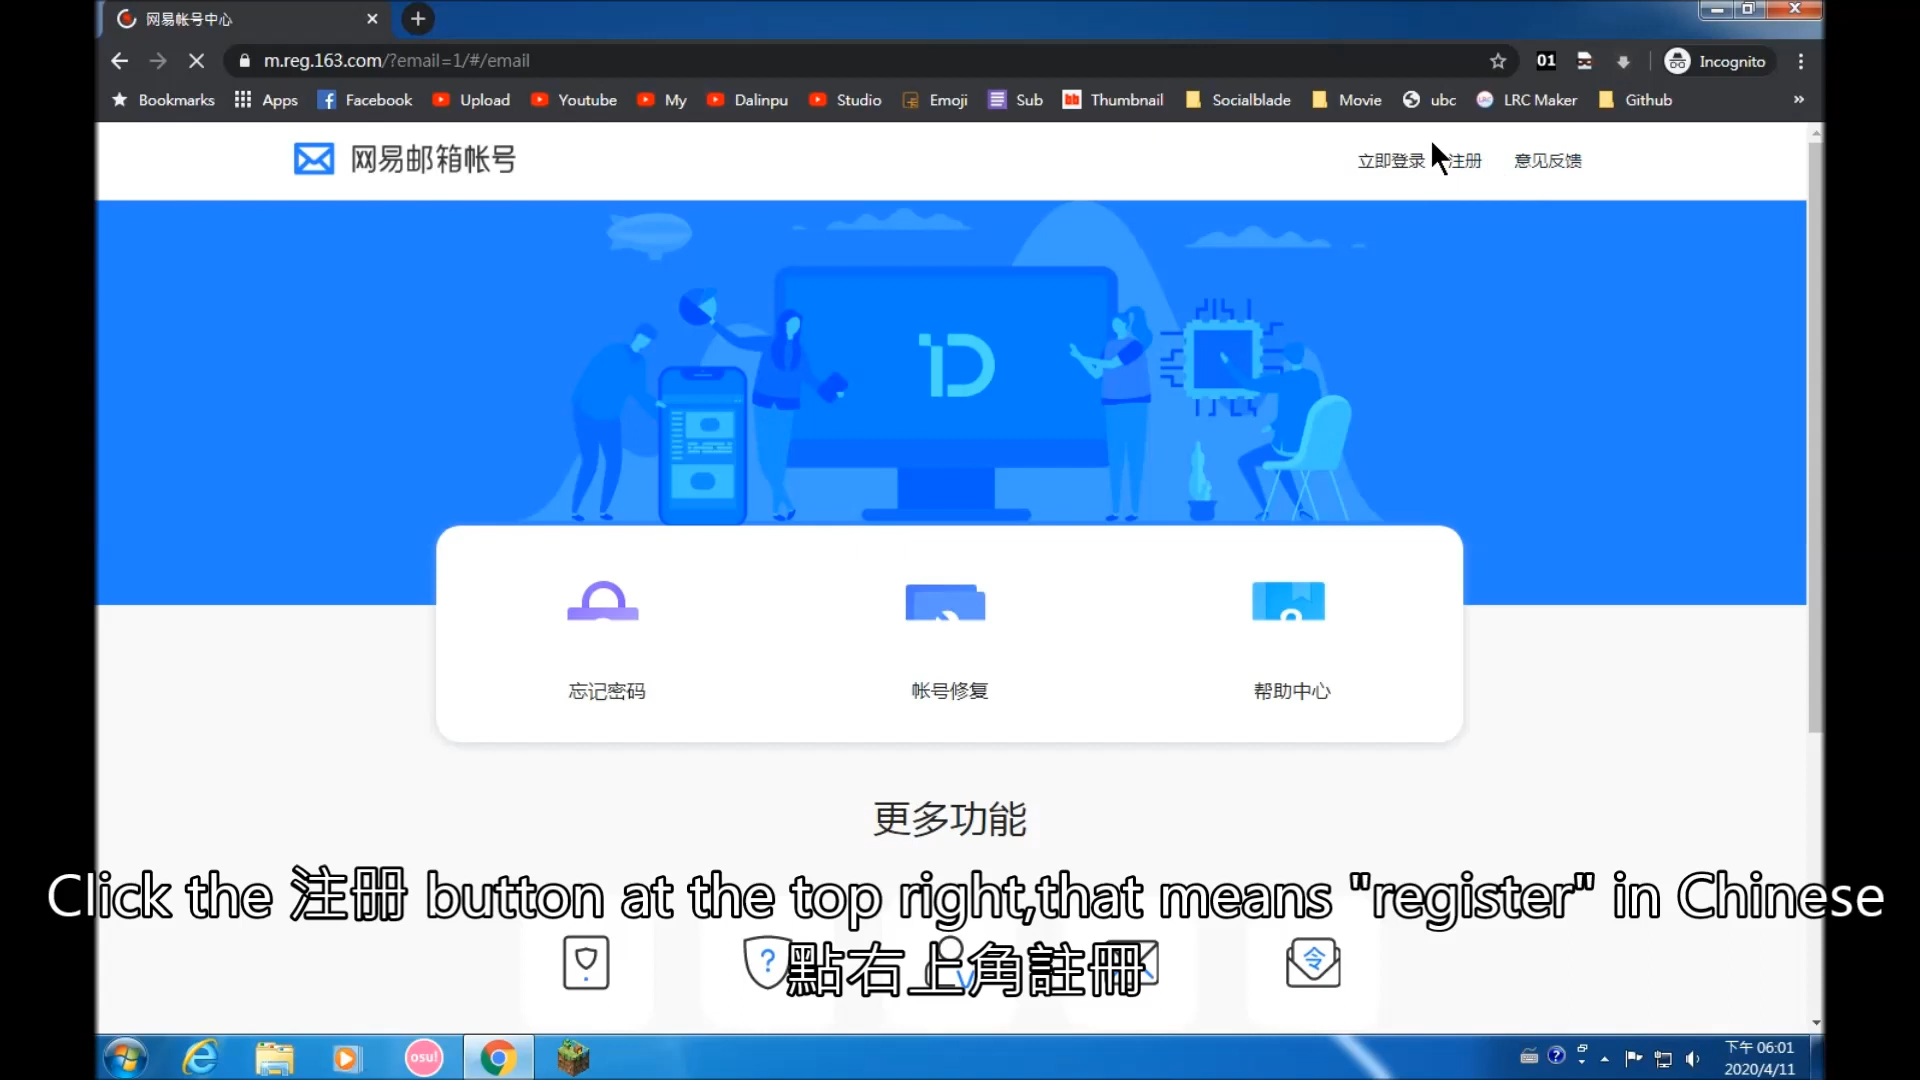 网易帐号中心
m.reg.163.com/?email=1/#/email
01
Incognito
Bookmarks Apps Facebook Upload Youtube My Dalinpu Studio Emoji Sub Thumbnail Socialblade Movie ubc LRC Maker Github »
网易邮箱帐号
立即登录 注册 意见反馈
ID
忘记密码 帐号修复 帮助中心
更多功能
Click the 注册 button at the top right,that means "register" in Chinese
點右上角註冊
osu!
下午 06:01
2020/4/11